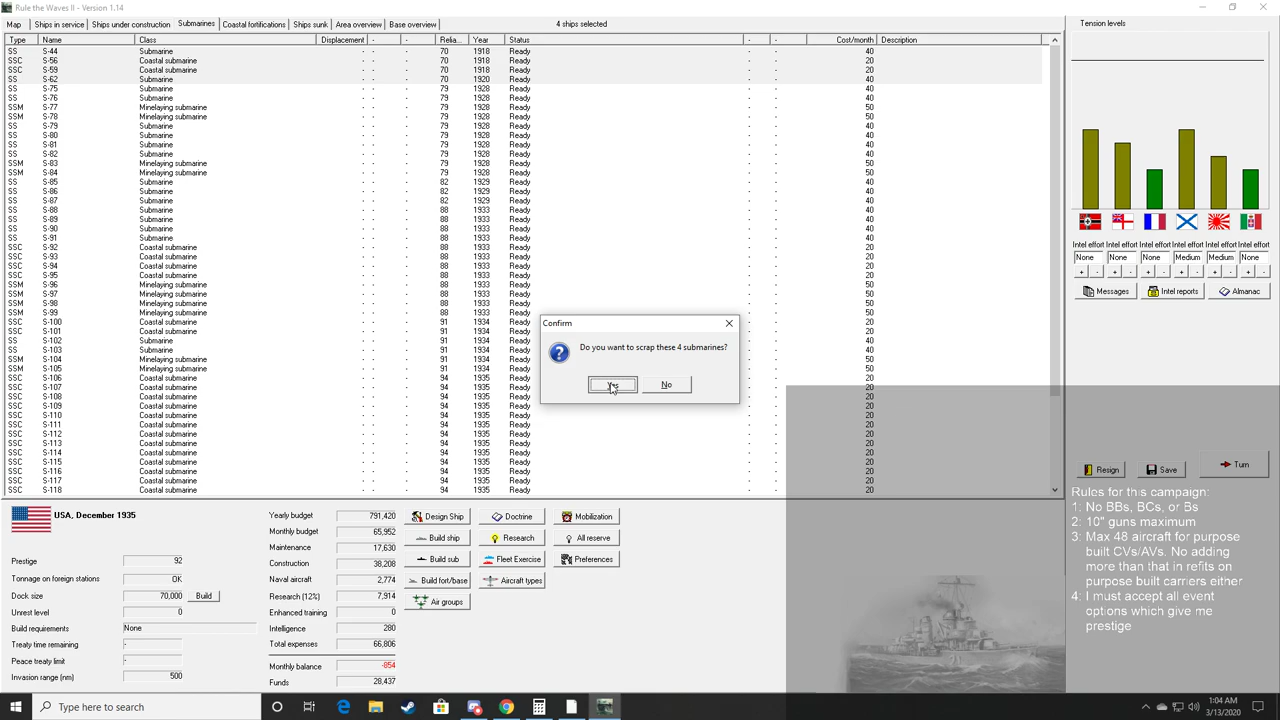 Rule the Waves II - Version 1.14
Map Ships in service Ships under construction Submarines Coastal fortifications Ships sunk Area overview Base overview 4 ships selected
Type Name Class Displacement - - Relia... Year Status - - Cost/month Description
SS S-44 Submarine - - - 70 1918 Ready - - 40
SSC S-56 Coastal submarine - - - 70 1918 Ready - - 20
SSC S-59 Coastal submarine - - - 70 1918 Ready - - 20
SS S-62 Submarine - - - 70 1920 Ready - - 40
SS S-75 Submarine - - - 79 1928 Ready - - 40
SS S-76 Submarine - - - 79 1928 Ready - - 40
SSM S-77 Minelaying submarine - - - 79 1928 Ready - - 50
SSM S-78 Minelaying submarine - - - 79 1928 Ready - - 50
SS S-79 Submarine - - - 79 1928 Ready - - 40
SS S-80 Submarine - - - 79 1928 Ready - - 40
SS S-81 Submarine - - - 79 1928 Ready - - 40
SS S-82 Submarine - - - 79 1928 Ready - - 40
SSM S-83 Minelaying submarine - - - 79 1928 Ready - - 50
SSM S-84 Minelaying submarine - - - 79 1928 Ready - - 50
SS S-85 Submarine - - - 82 1929 Ready - - 40
SS S-86 Submarine - - - 82 1929 Ready - - 40
SS S-87 Submarine - - - 82 1929 Ready - - 40
SS S-88 Submarine - - - 88 1933 Ready - - 40
SS S-89 Submarine - - - 88 1933 Ready - - 40
SS S-90 Submarine - - - 88 1933 Ready - - 40
SS S-91 Submarine - - - 88 1933 Ready - - 40
SSC S-92 Coastal submarine - - - 88 1933 Ready - - 20
SSC S-93 Coastal submarine - - - 88 1933 Ready - - 20
SSC S-94 Coastal submarine - - - 88 1933 Ready - - 20
SSC S-95 Coastal submarine - - - 88 1933 Ready - - 20
SSM S-96 Minelaying submarine - - - 88 1933 Ready - - 50
SSM S-97 Minelaying submarine - - - 88 1933 Ready - - 50
SSM S-98 Minelaying submarine - - - 88 1933 Ready - - 50
SSM S-99 Minelaying submarine - - - 88 1933 Ready - - 50
SSC S-100 Coastal submarine - - - 91 1934 Ready - - 20
SSC S-101 Coastal submarine - - - 91 1934 Ready - - 20
SS S-102 Submarine - - - 91 1934 Ready - - 40
SS S-103 Submarine - - - 91 1934 Ready - - 40
SSM S-104 Minelaying submarine - - - 91 1934 Ready - - 50
SSM S-105 Minelaying submarine - - - 91 1934 Ready - - 50
SSC S-106 Coastal submarine - - - 94 1935 Ready - - 20
SSC S-107 Coastal submarine - - - 94 1935 Ready - - 20
SSC S-108 Coastal submarine - - - 94 1935 Ready - - 20
SSC S-109 Coastal submarine - - - 94 1935 Ready - - 20
SSC S-110 Coastal submarine - - - 94 1935 Ready - - 20
SSC S-111 Coastal submarine - - - 94 1935 Ready - - 20
SSC S-112 Coastal submarine - - - 94 1935 Ready - - 20
SSC S-113 Coastal submarine - - - 94 1935 Ready - - 20
SSC S-114 Coastal submarine - - - 94 1935 Ready - - 20
SSC S-115 Coastal submarine - - - 94 1935 Ready - - 20
SSC S-116 Coastal submarine - - - 94 1935 Ready - - 20
SSC S-117 Coastal submarine - - - 94 1935 Ready - - 20
SSC S-118 Coastal submarine - - - 94 1935 Ready - - 20
Confirm
Do you want to scrap these 4 submarines?
Yes No
Tension levels
Intel effort Intel effort Intel effort Intel effort Intel effort Intel effort
None None None Medium Medium None
+ - + - + - + - + - + -
Messages Intel reports Almanac
Resign Save Turn
Rules for this campaign:
1: No BBs, BCs, or Bs
2: 10" guns maximum
3: Max 48 aircraft for purpose
built CVs/AVs. No adding
more than that in refits on
purpose built carriers either
4: I must accept all event
options which give me
prestige
USA, December 1935
Prestige 92
Tonnage on foreign stations OK
Dock size 70,000 Build
Unrest level 0
Build requirements None
Treaty time remaining -
Peace treaty limit -
Invasion range (nm) 500
Yearly budget 791,420
Monthly budget 65,952
Maintenance 17,630
Construction 38,208
Naval aircraft 2,774
Research (12%) 7,914
Enhanced training 0
Intelligence 280
Total expenses 66,806
Monthly balance -854
Funds 28,437
Design Ship Doctrine Mobilization
Build ship Research All reserve
Build sub Fleet Exercise Preferences
Build fort/base Aircraft types
Air groups
Type here to search
1:04 AM
3/13/2020